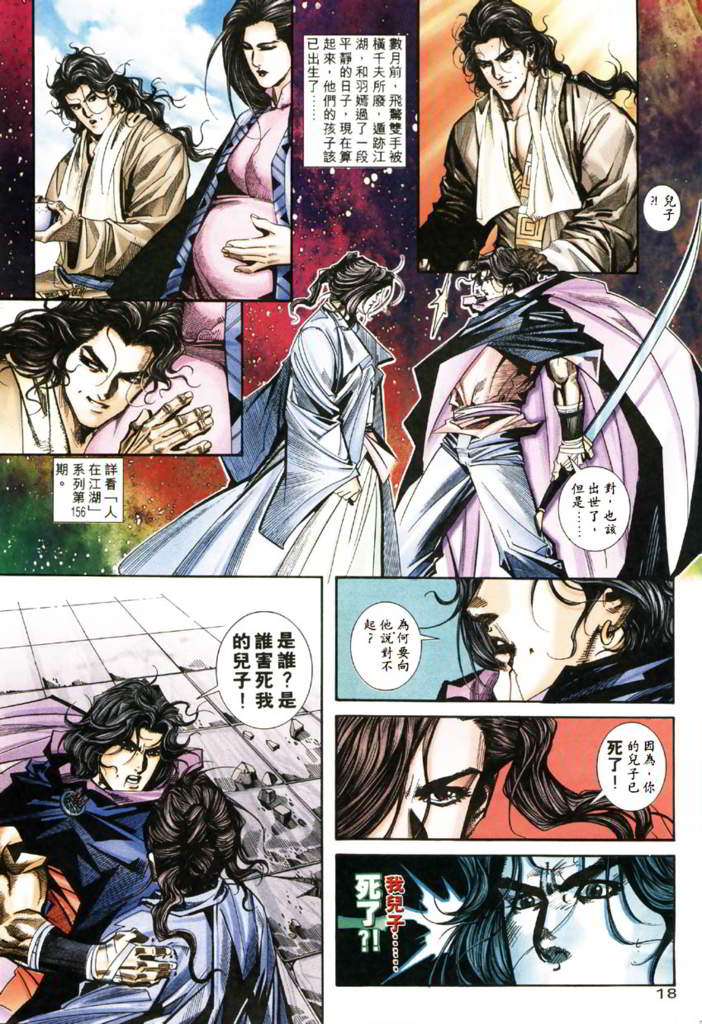 兒子
?!
數月前，飛鷲雙手被
橫千夫所廢，遁跡江
湖，和羽嫣過了一段
平靜的日子，現在算
起來，他們的孩子該
已出生了……
對，也該
出世了，
但是……
詳看「人
在江湖」
系列第
156
期。
為何要向
他說對不
起？
因為，你
的兒子已
死了！
我兒子……
死了?!
是誰？是
誰害死我
的兒子！
18